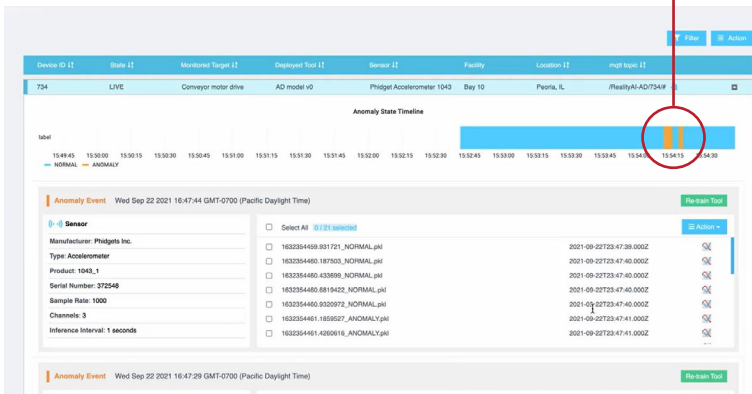 Filter Action
Device ID State Monitored Target Deployed Tool Sensor Facility Location mqtt topic
734 LIVE Conveyor motor drive AD model v0 Phidget Accelerometer 1043 Bay 10 Peoria, IL /RealityAI-AD/734/#
Anomaly State Timeline
label
15:49:45 15:50:00 15:50:15 15:50:30 15:50:45 15:51:00 15:51:15 15:51:30 15:51:45 15:52:00 15:52:15 15:52:30 15:52:45 15:53:00 15:53:15 15:53:30 15:53:45 15:54:00 15:54:15 15:54:30
NORMAL ANOMALY
Anomaly Event Wed Sep 22 2021 16:47:44 GMT-0700 (Pacific Daylight Time) Re-train Tool
Sensor
Manufacturer: Phidgets Inc.
Type: Accelerometer
Product: 1043_1
Serial Number: 372548
Sample Rate: 1000
Channels: 3
Inference Interval: 1 seconds
Select All 0 / 21 selected Action
1632354459.931721_NORMAL.pkl 2021-09-22T23:47:39.000Z
1632354460.187503_NORMAL.pkl 2021-09-22T23:47:40.000Z
1632354460.433699_NORMAL.pkl 2021-09-22T23:47:40.000Z
1632354460.6819422_NORMAL.pkl 2021-09-22T23:47:40.000Z
1632354460.9320972_NORMAL.pkl 2021-09-22T23:47:40.000Z
1632354461.1859527_ANOMALY.pkl 2021-09-22T23:47:41.000Z
1632354461.4260616_ANOMALY.pkl 2021-09-22T23:47:41.000Z
Anomaly Event Wed Sep 22 2021 16:47:29 GMT-0700 (Pacific Daylight Time) Re-train Tool